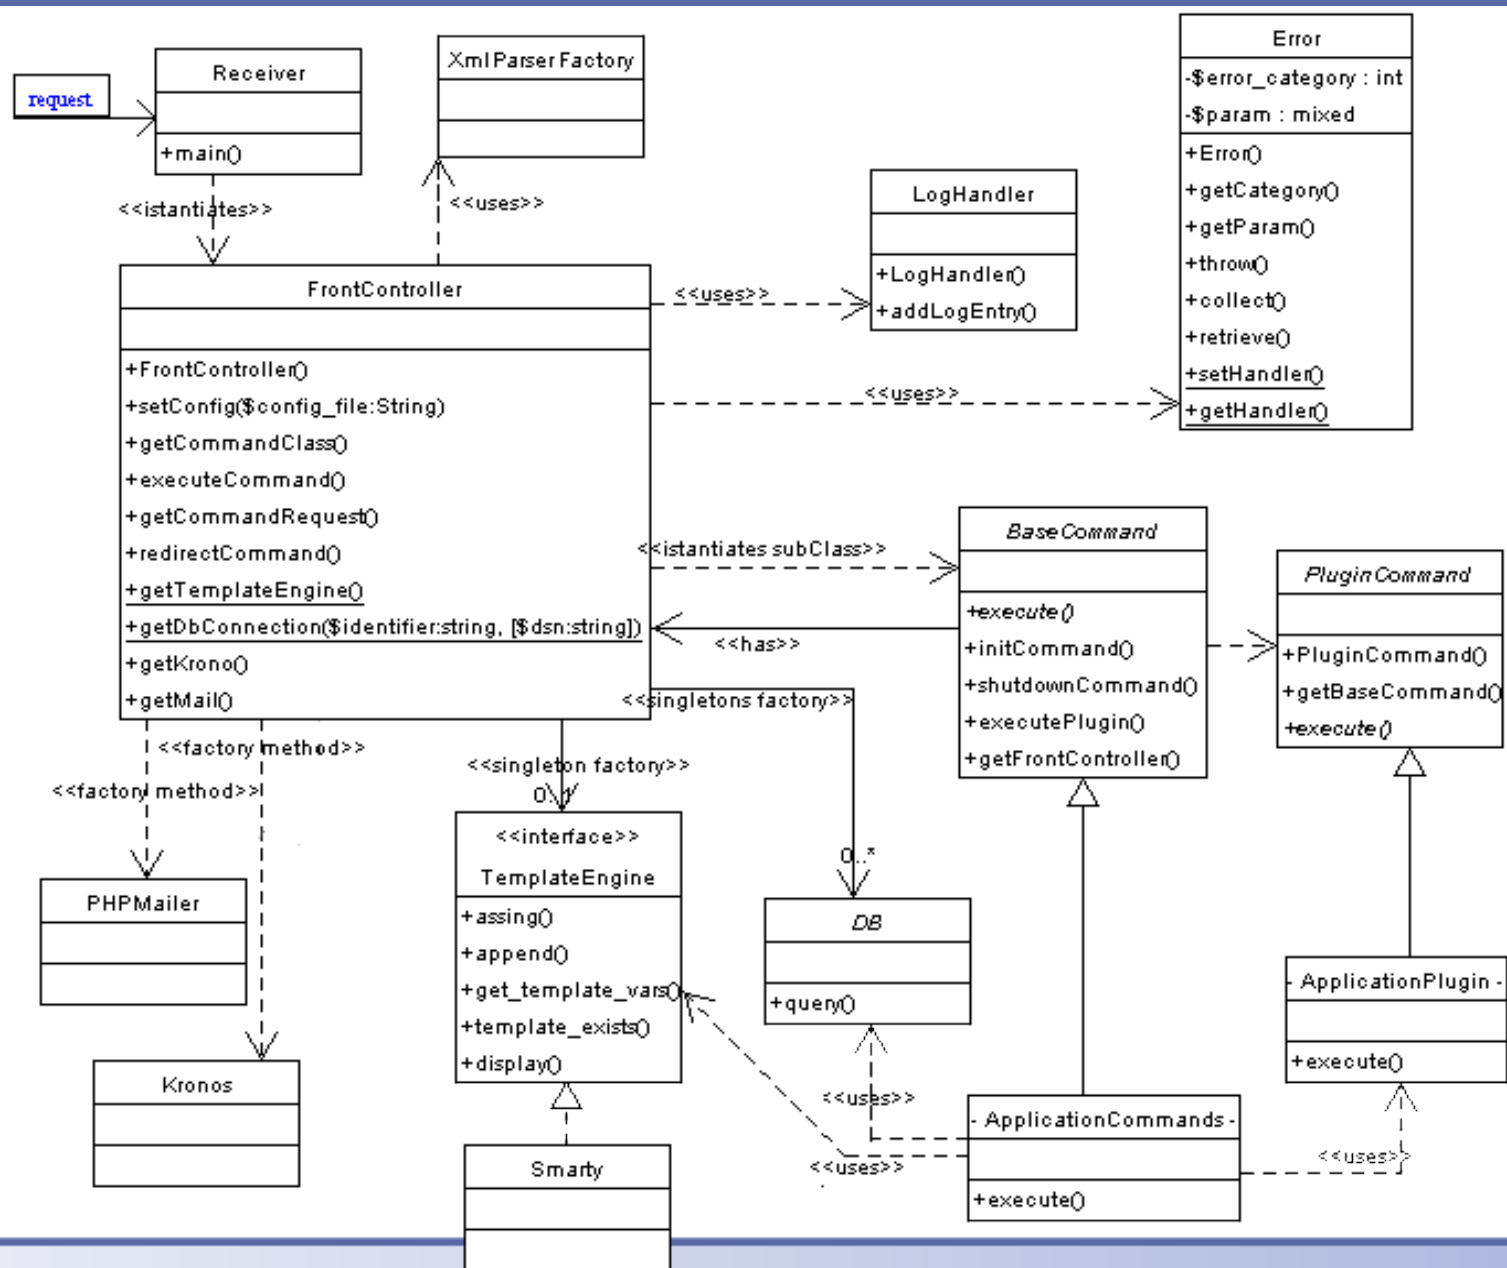 request
Receiver
+main()
<<istantiates>>
XmlParserFactory
<<uses>>
Error
-$error_category : int
-$param : mixed
+Error()
+getCategory()
+getParam()
+throw()
+collect()
+retrieve()
+setHandler()
+getHandler()
LogHandler
+LogHandler()
+addLogEntry()
<<uses>>
<<uses>>
FrontController
+FrontController()
+setConfig($config_file:String)
+getCommandClass()
+executeCommand()
+getCommandRequest()
+redirectCommand()
+getTemplateEngine()
+getDbConnection($identifier:string, [$dsn:string])
+getKrono()
+getMail()
<<istantiates subClass>>
<<has>>
BaseCommand
+execute()
+initCommand()
+shutdownCommand()
+executePlugin()
+getFrontController()
PluginCommand
+PluginCommand()
+getBaseCommand()
+execute()
<<singletons factory>>
<<factory method>>
<<factory method>>
<<singleton factory>>
0..1
0..*
<<interface>>
TemplateEngine
+assing()
+append()
+get_template_vars()
+template_exists()
+display()
PHPMailer
Kronos
DB
+query()
<<uses>>
<<uses>>
Smarty
- ApplicationCommands -
+execute()
<<uses>>
- ApplicationPlugin -
+execute()